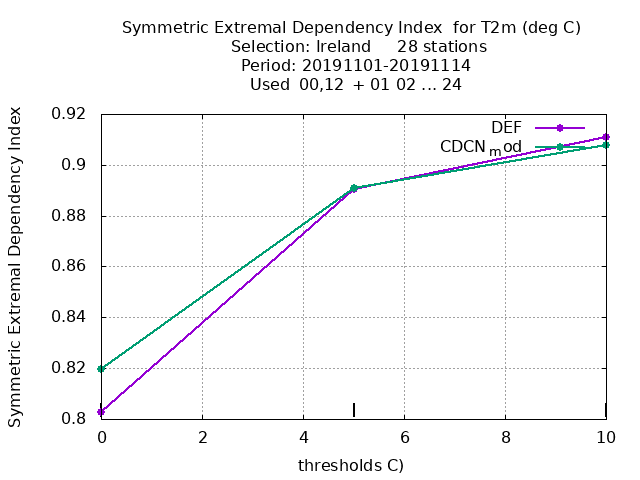 Symmetric Extremal Dependency Index for T2m (deg C)
Selection: Ireland 28 stations
Period: 20191101-20191114
Used 00,12 + 01 02 ... 24
Symmetric Extremal Dependency Index
0.92
0.9
0.88
0.86
0.84
0.82
0.8
DEF
CDCNmod
0 2 4 6 8 10
thresholds C)